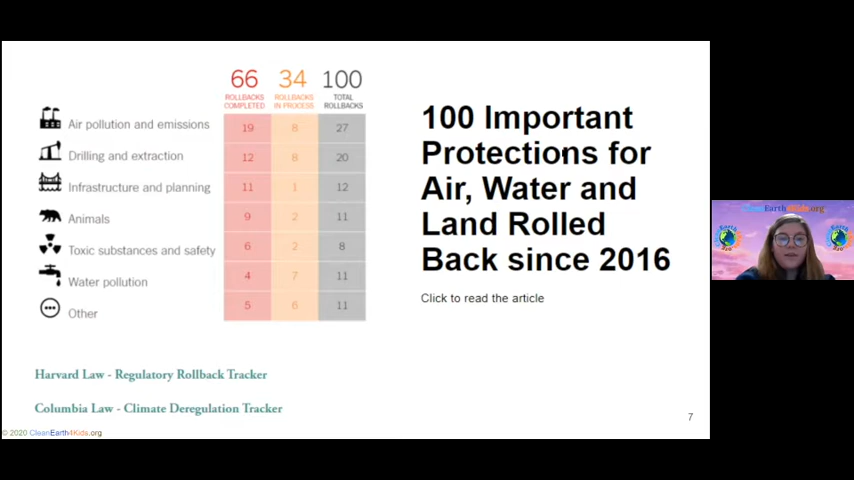 66 34 100
ROLLBACKS COMPLETED ROLLBACKS IN PROCESS TOTAL ROLLBACKS
Air pollution and emissions 19 8 27
Drilling and extraction 12 8 20
Infrastructure and planning 11 1 12
Animals 9 2 11
Toxic substances and safety 6 2 8
Water pollution 4 7 11
Other 5 6 11
100 Important
Protections for
Air, Water and
Land Rolled
Back since 2016
Click to read the article
Harvard Law - Regulatory Rollback Tracker
Columbia Law - Climate Deregulation Tracker
7
© 2020 CleanEarth4Kids.org
CleanEarth4Kids.org